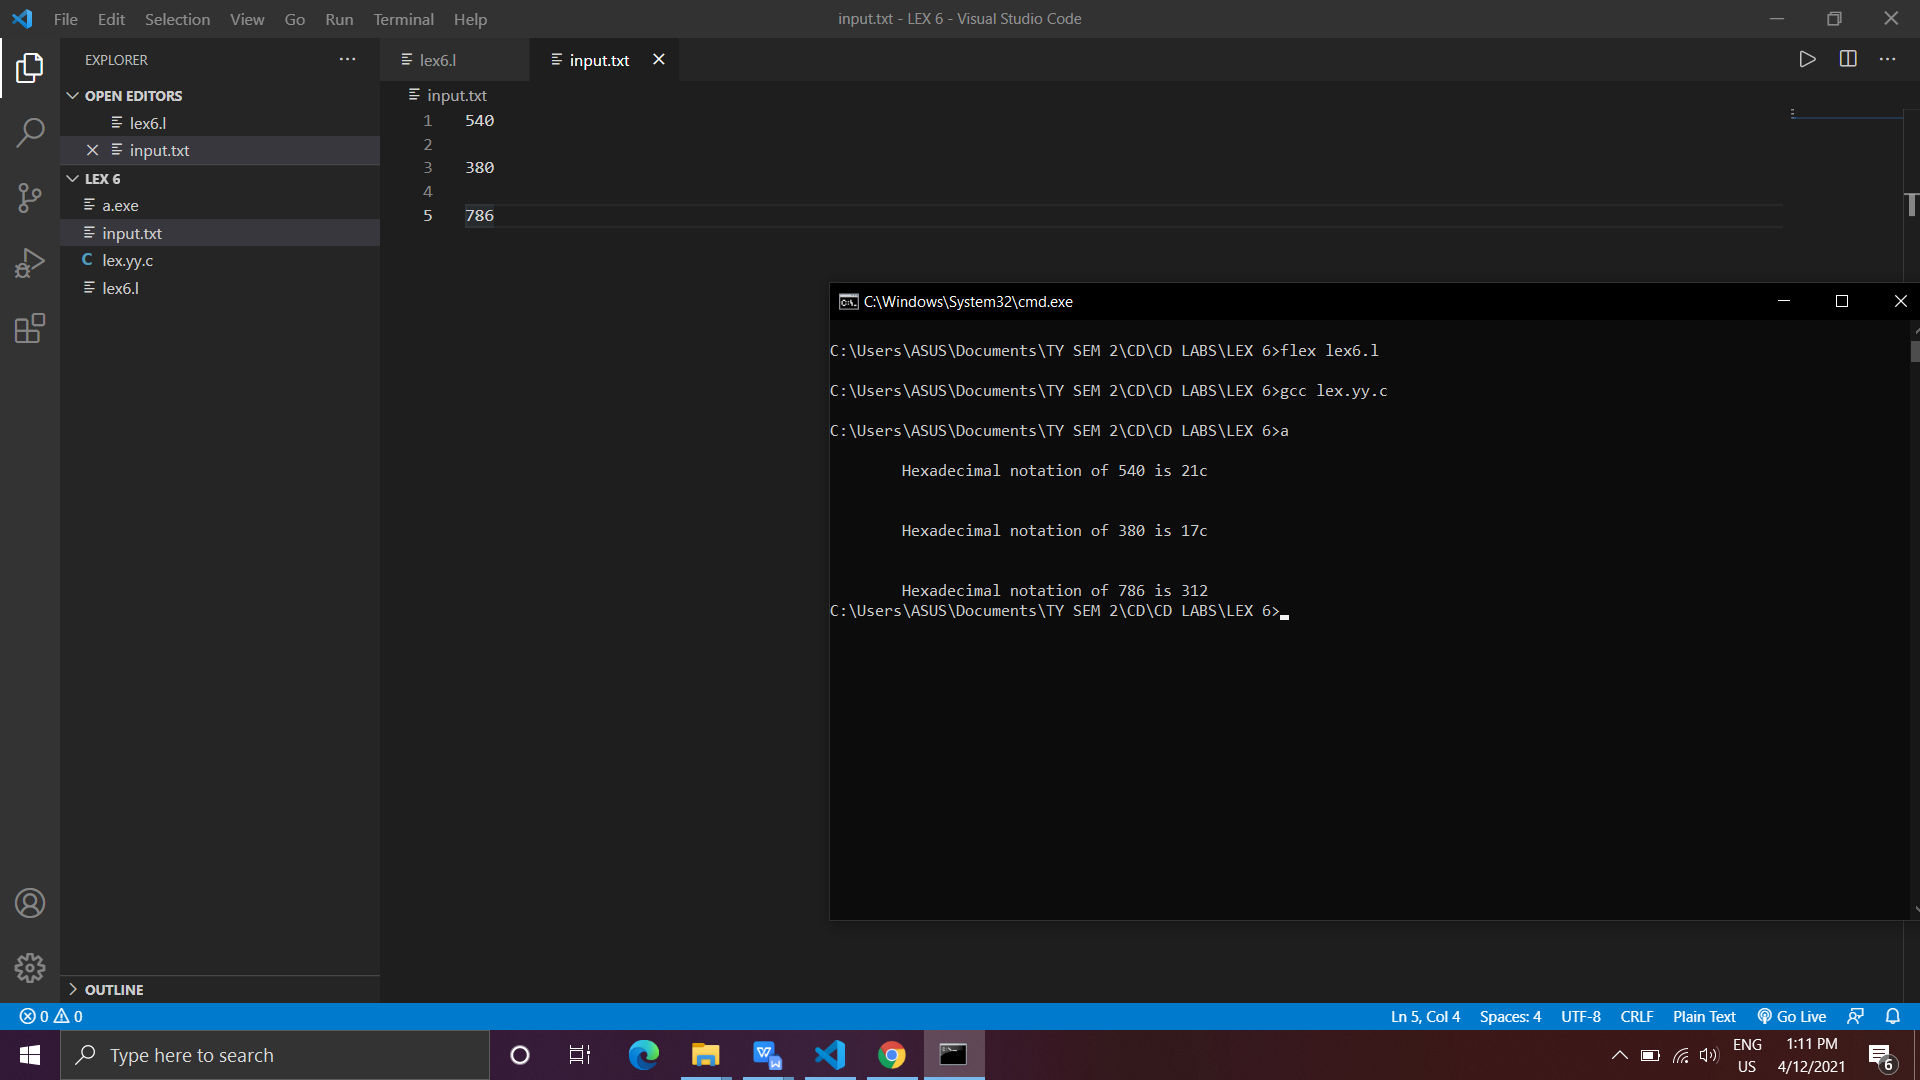 File Edit Selection View Go Run Terminal Help
input.txt - LEX 6 - Visual Studio Code
EXPLORER
OPEN EDITORS
lex6.l
input.txt
LEX 6
a.exe
input.txt
C lex.yy.c
lex6.l
OUTLINE
lex6.l
input.txt
input.txt
1 540
2
3 380
4
5 786
C:\Windows\System32\cmd.exe
C:\Users\ASUS\Documents\TY SEM 2\CD\CD LABS\LEX 6>flex lex6.l
C:\Users\ASUS\Documents\TY SEM 2\CD\CD LABS\LEX 6>gcc lex.yy.c
C:\Users\ASUS\Documents\TY SEM 2\CD\CD LABS\LEX 6>a
Hexadecimal notation of 540 is 21c
Hexadecimal notation of 380 is 17c
Hexadecimal notation of 786 is 312
C:\Users\ASUS\Documents\TY SEM 2\CD\CD LABS\LEX 6>
0 0
Ln 5, Col 4 Spaces: 4 UTF-8 CRLF Plain Text Go Live
Type here to search
ENG
US
1:11 PM
4/12/2021
6